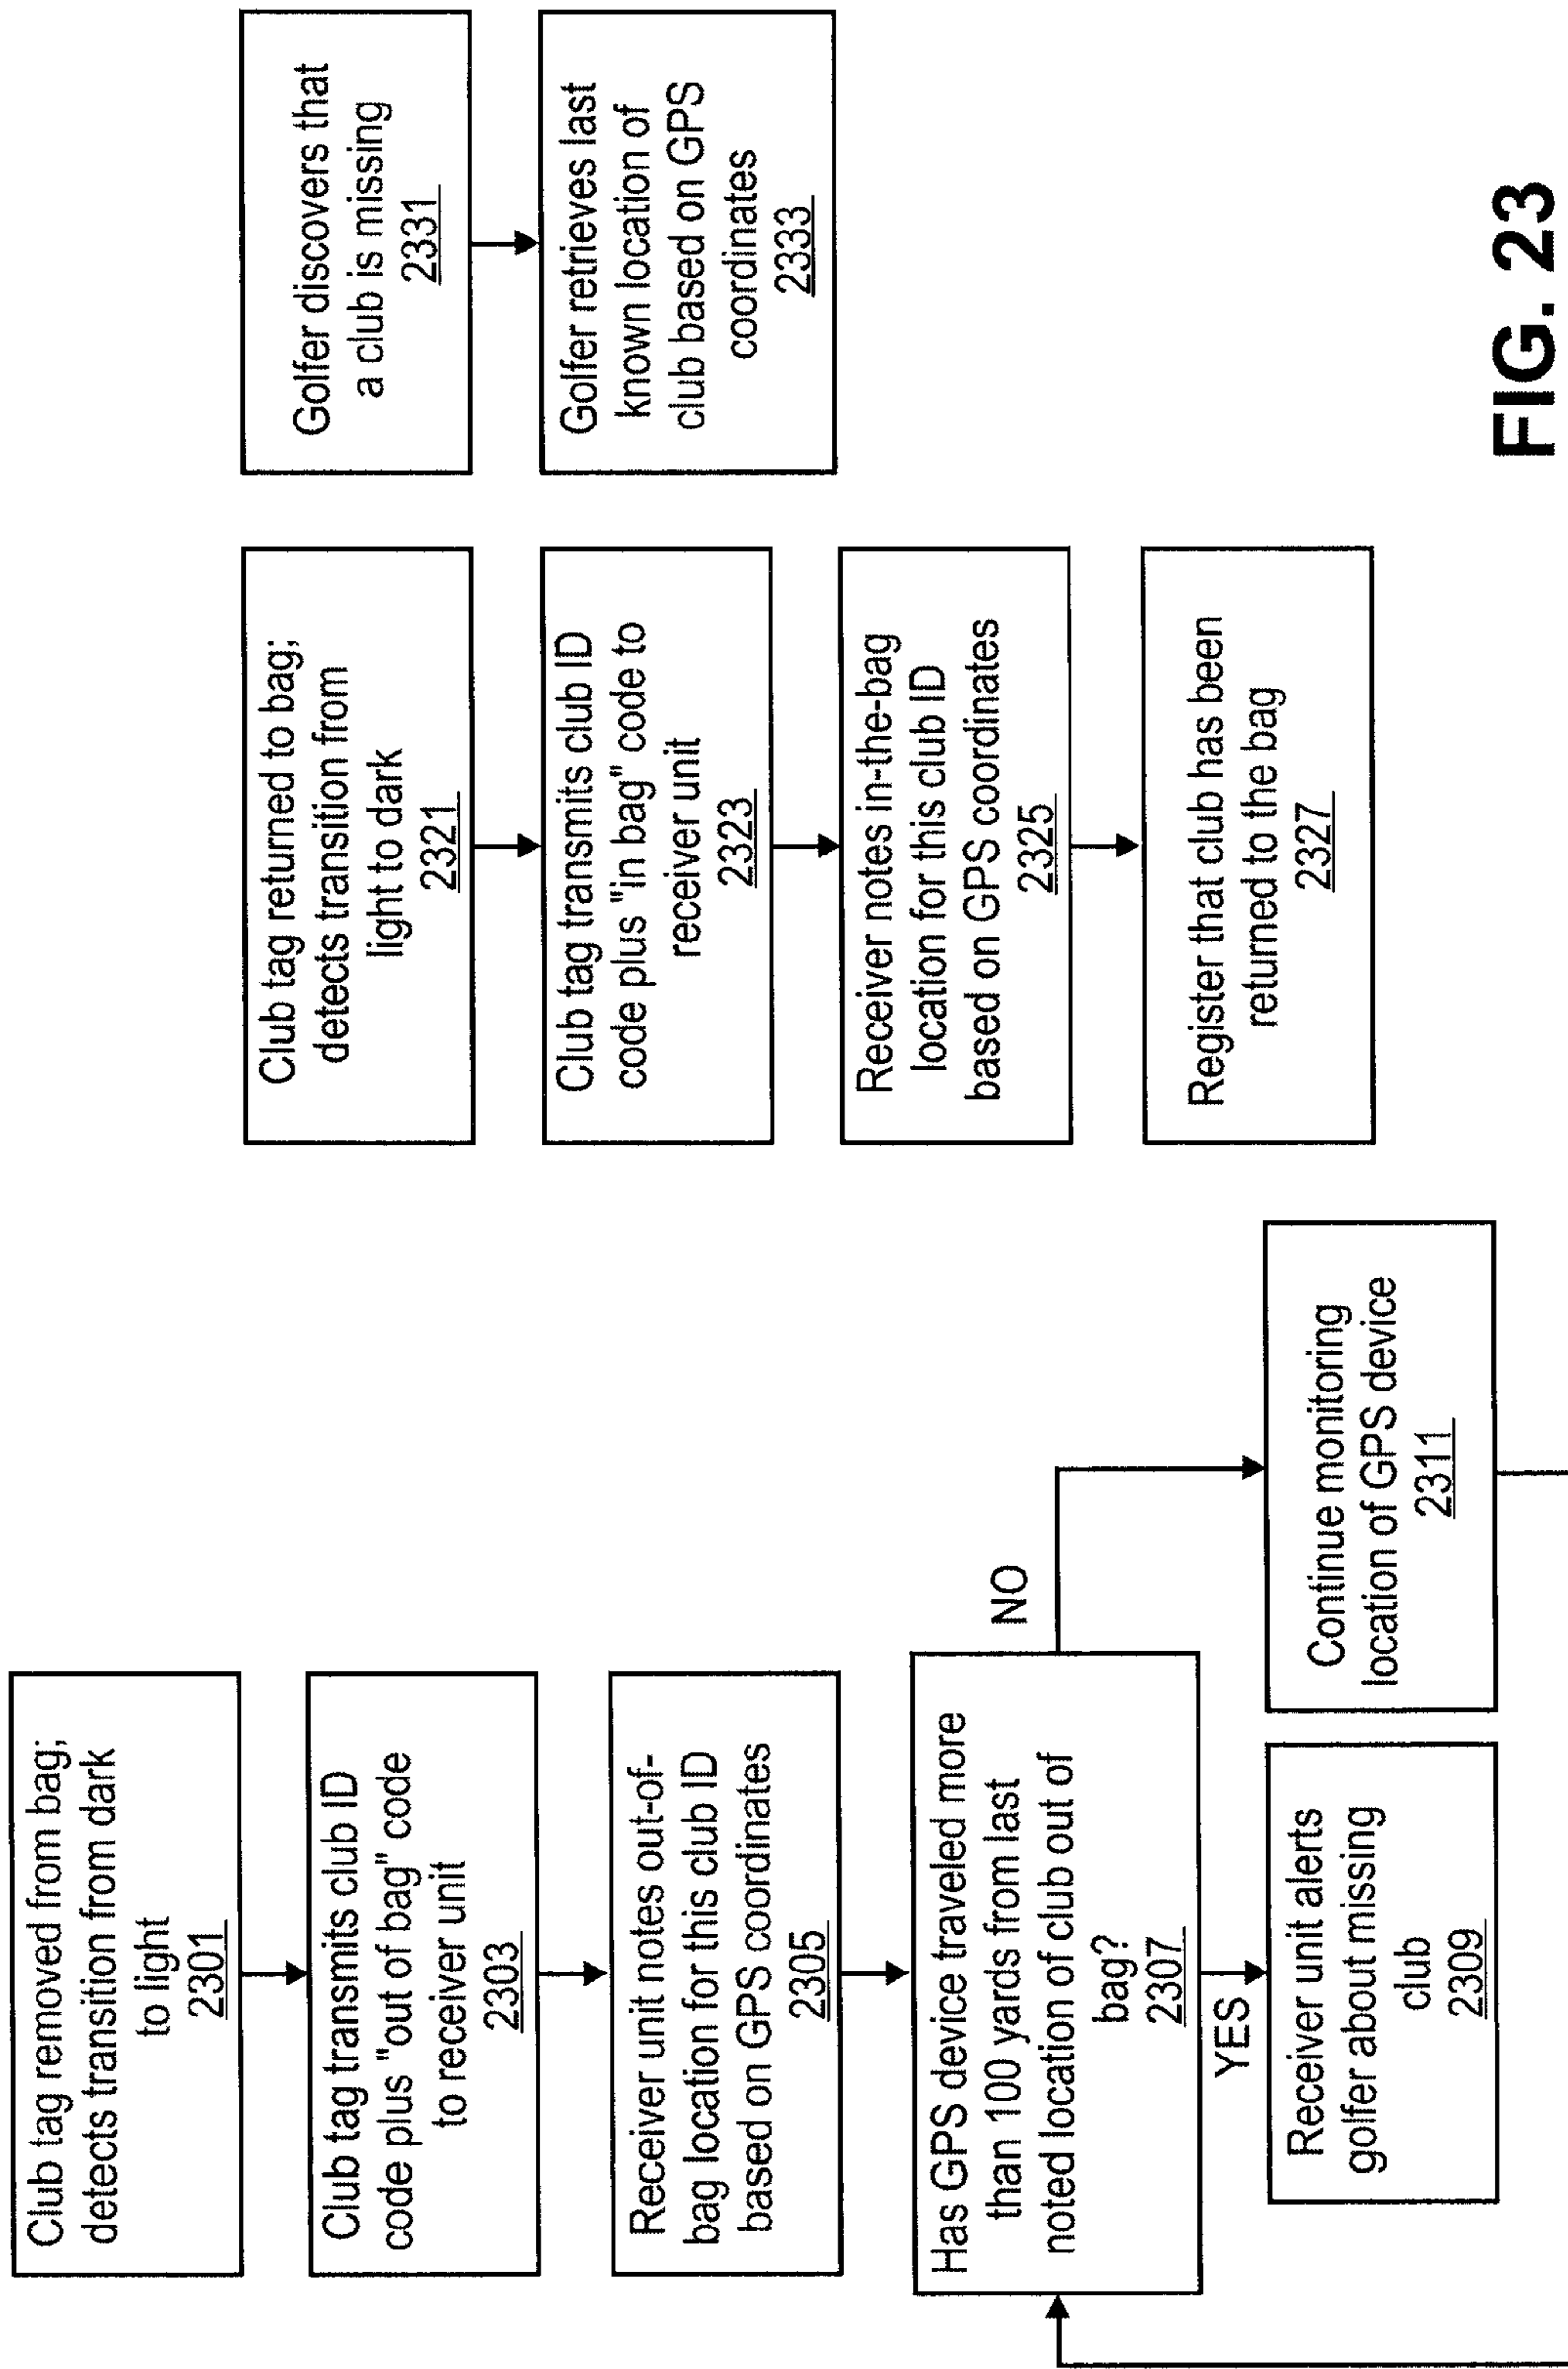 Club tag removed from bag;
detects transition from dark
to light
2301
Club tag transmits club ID
code plus "out of bag" code
to receiver unit
2303
Receiver unit notes out-of-
bag location for this club ID
based on GPS coordinates
2305
Has GPS device traveled more
than 100 yards from last
noted location of club out of
bag?
2307
YES
NO
Receiver unit alerts
golfer about missing
club
2309
Continue monitoring
location of GPS device
2311
Club tag returned to bag;
detects transition from
light to dark
2321
Club tag transmits club ID
code plus "in bag" code to
receiver unit
2323
Receiver notes in-the-bag
location for this club ID
based on GPS coordinates
2325
Register that club has been
returned to the bag
2327
Golfer discovers that
a club is missing
2331
Golfer retrieves last
known location of
club based on GPS
coordinates
2333
FIG. 23